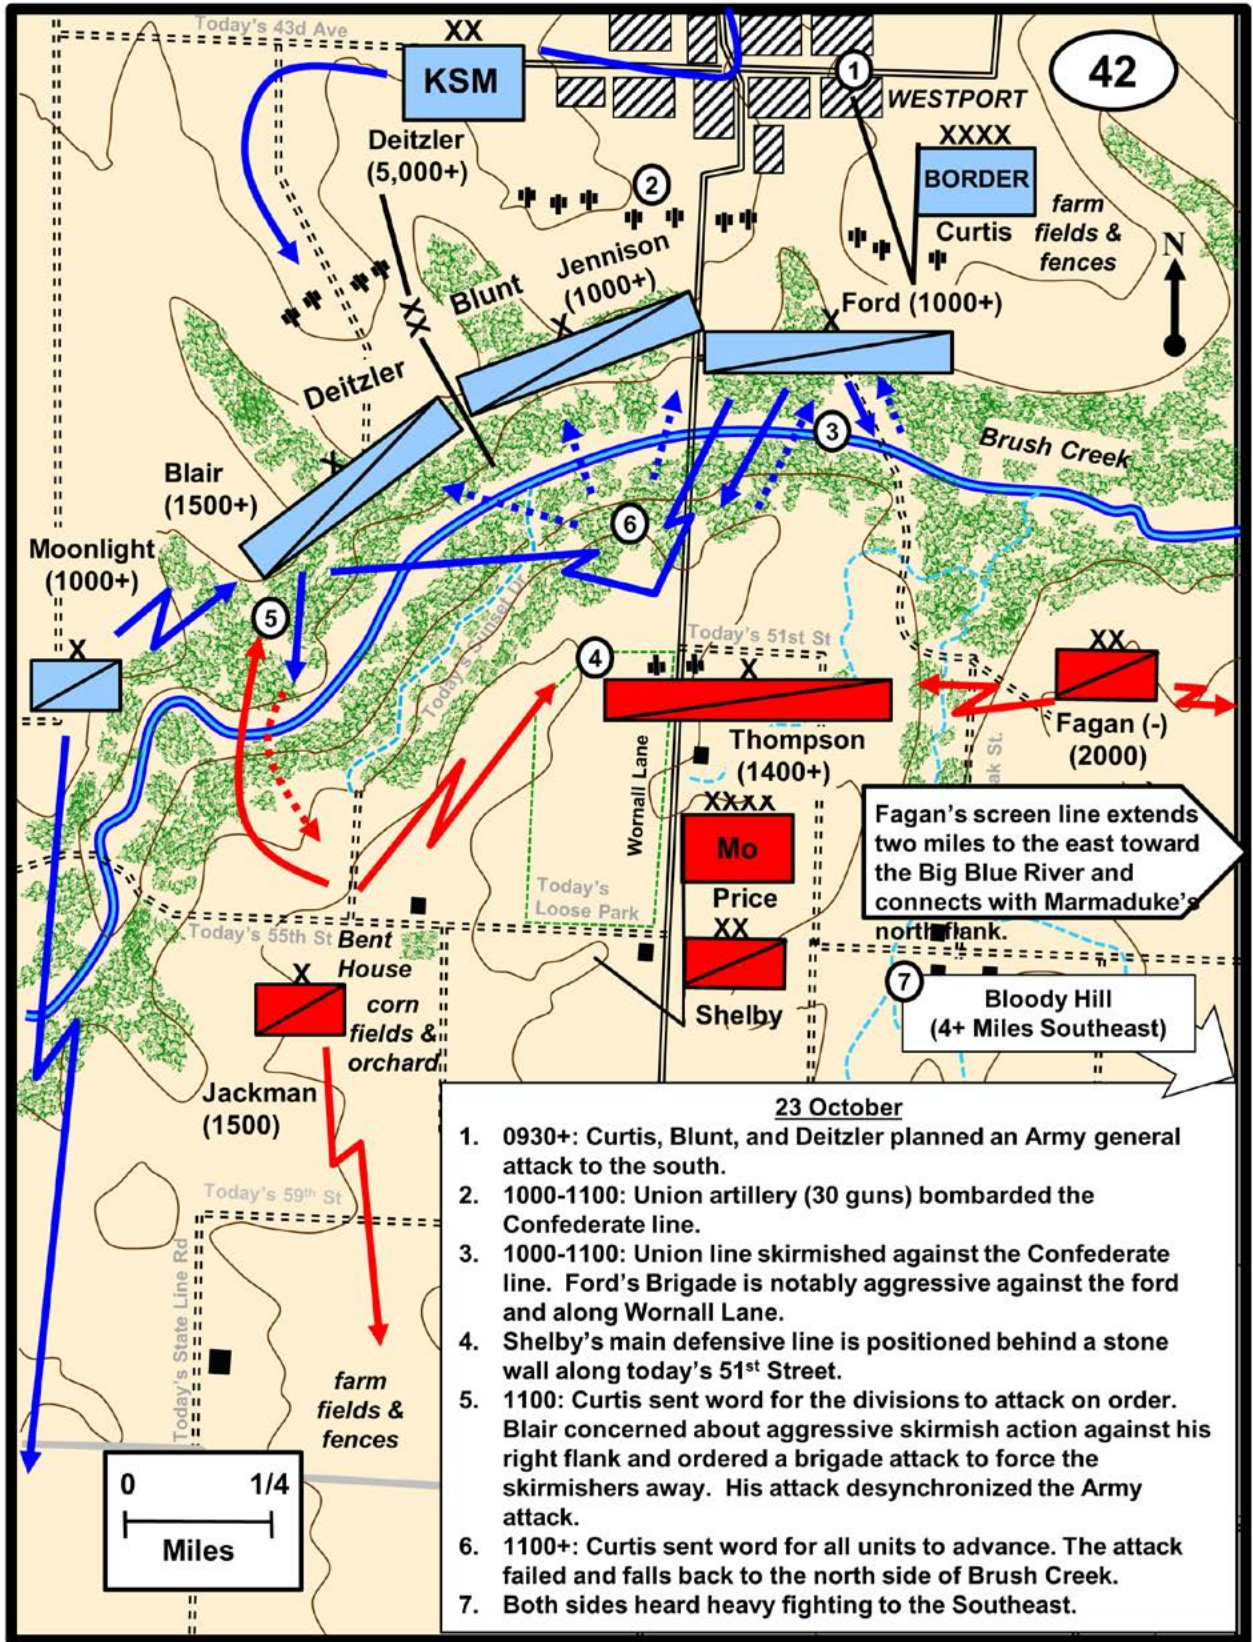 Today's 43d Ave
XX
KSM
Deitzler
(5,000+)
1
42
WESTPORT
XXXX
BORDER
Curtis
farm
fields &
fences
N
2
Jennison
(1000+)
X
Blunt
XX
Deitzler
Ford (1000+)
X
3
Brush Creek
X
Blair
(1500+)
Moonlight
(1000+)
X
5
6
Today's Sunset Dr
4
Today's 51st St
X
XX
Thompson
(1400+)
Fagan (-)
(2000)
ak St.
Wornall Lane
XXXX
Mo
Price
XX
Shelby
Fagan's screen line extends
two miles to the east toward
the Big Blue River and
connects with Marmaduke's
north flank.
Today's
Loose Park
Today's 55th St
Bent
House
X
corn
fields &
orchard
Jackman
(1500)
7
Bloody Hill
(4+ Miles Southeast)
Today's 59th St
Today's State Line Rd
farm
fields &
fences
0 1/4
Miles
23 October
1. 0930+: Curtis, Blunt, and Deitzler planned an Army general
attack to the south.
2. 1000-1100: Union artillery (30 guns) bombarded the
Confederate line.
3. 1000-1100: Union line skirmished against the Confederate
line. Ford's Brigade is notably aggressive against the ford
and along Wornall Lane.
4. Shelby's main defensive line is positioned behind a stone
wall along today's 51st Street.
5. 1100: Curtis sent word for the divisions to attack on order.
Blair concerned about aggressive skirmish action against his
right flank and ordered a brigade attack to force the
skirmishers away. His attack desynchronized the Army
attack.
6. 1100+: Curtis sent word for all units to advance. The attack
failed and falls back to the north side of Brush Creek.
7. Both sides heard heavy fighting to the Southeast.